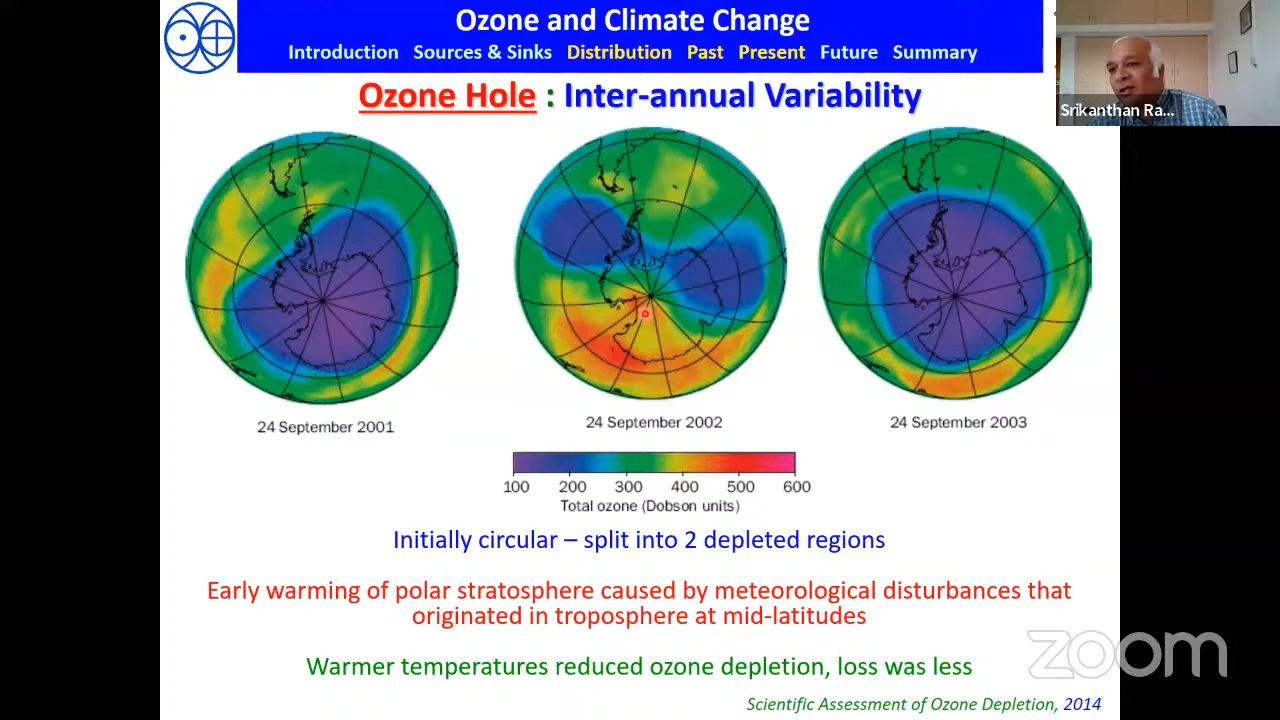 Ozone and Climate Change
Introduction Sources & Sinks Distribution Past Present Future Summary
Ozone Hole : Inter-annual Variability
Srikanthan Ra...
24 September 2001
24 September 2002
24 September 2003
100 200 300 400 500 600
Total ozone (Dobson units)
Initially circular – split into 2 depleted regions
Early warming of polar stratosphere caused by meteorological disturbances that
originated in troposphere at mid-latitudes
Warmer temperatures reduced ozone depletion, loss was less
zoom
Scientific Assessment of Ozone Depletion, 2014